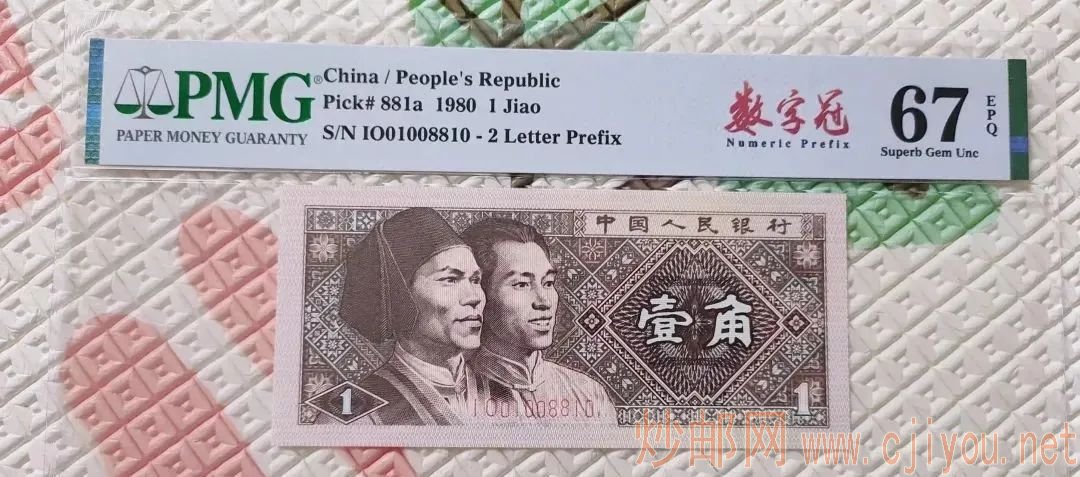 PMG®
PAPER MONEY GUARANTY
China / People's Republic
Pick# 881a 1980 1 Jiao
S/N IO01008810 - 2 Letter Prefix
数字冠
Numeric Prefix
67
EPQ
Superb Gem Unc
中国人民银行
壹角
1
IO01008810
1
炒邮网 www.cjiyou.net